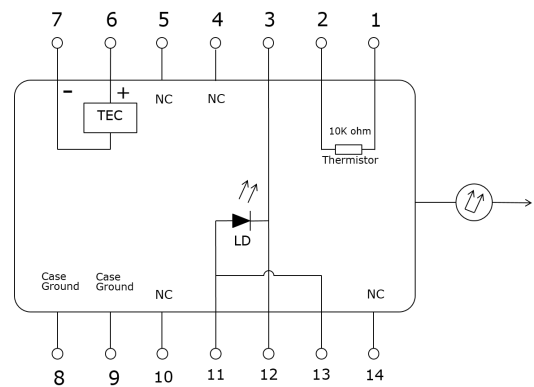 7 6 5 4 3 2 1
- +
TEC
NC NC
10K ohm
Thermistor
LD
Case
Ground
Case
Ground
NC
NC
8 9 10 11 12 13 14